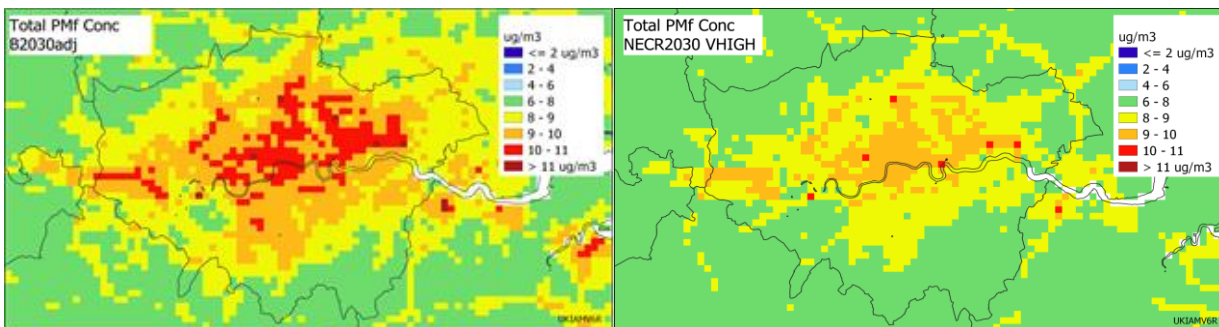 Total PMf Conc
B2030adj
ug/m3
<= 2 ug/m3
2 - 4
4 - 6
6 - 8
8 - 9
9 - 10
10 - 11
> 11 ug/m3
UKIAMV6R
Total PMf Conc
NECR2030 VHIGH
ug/m3
<= 2 ug/m3
2 - 4
4 - 6
6 - 8
8 - 9
9 - 10
10 - 11
> 11 ug/m3
UKIAMV6R